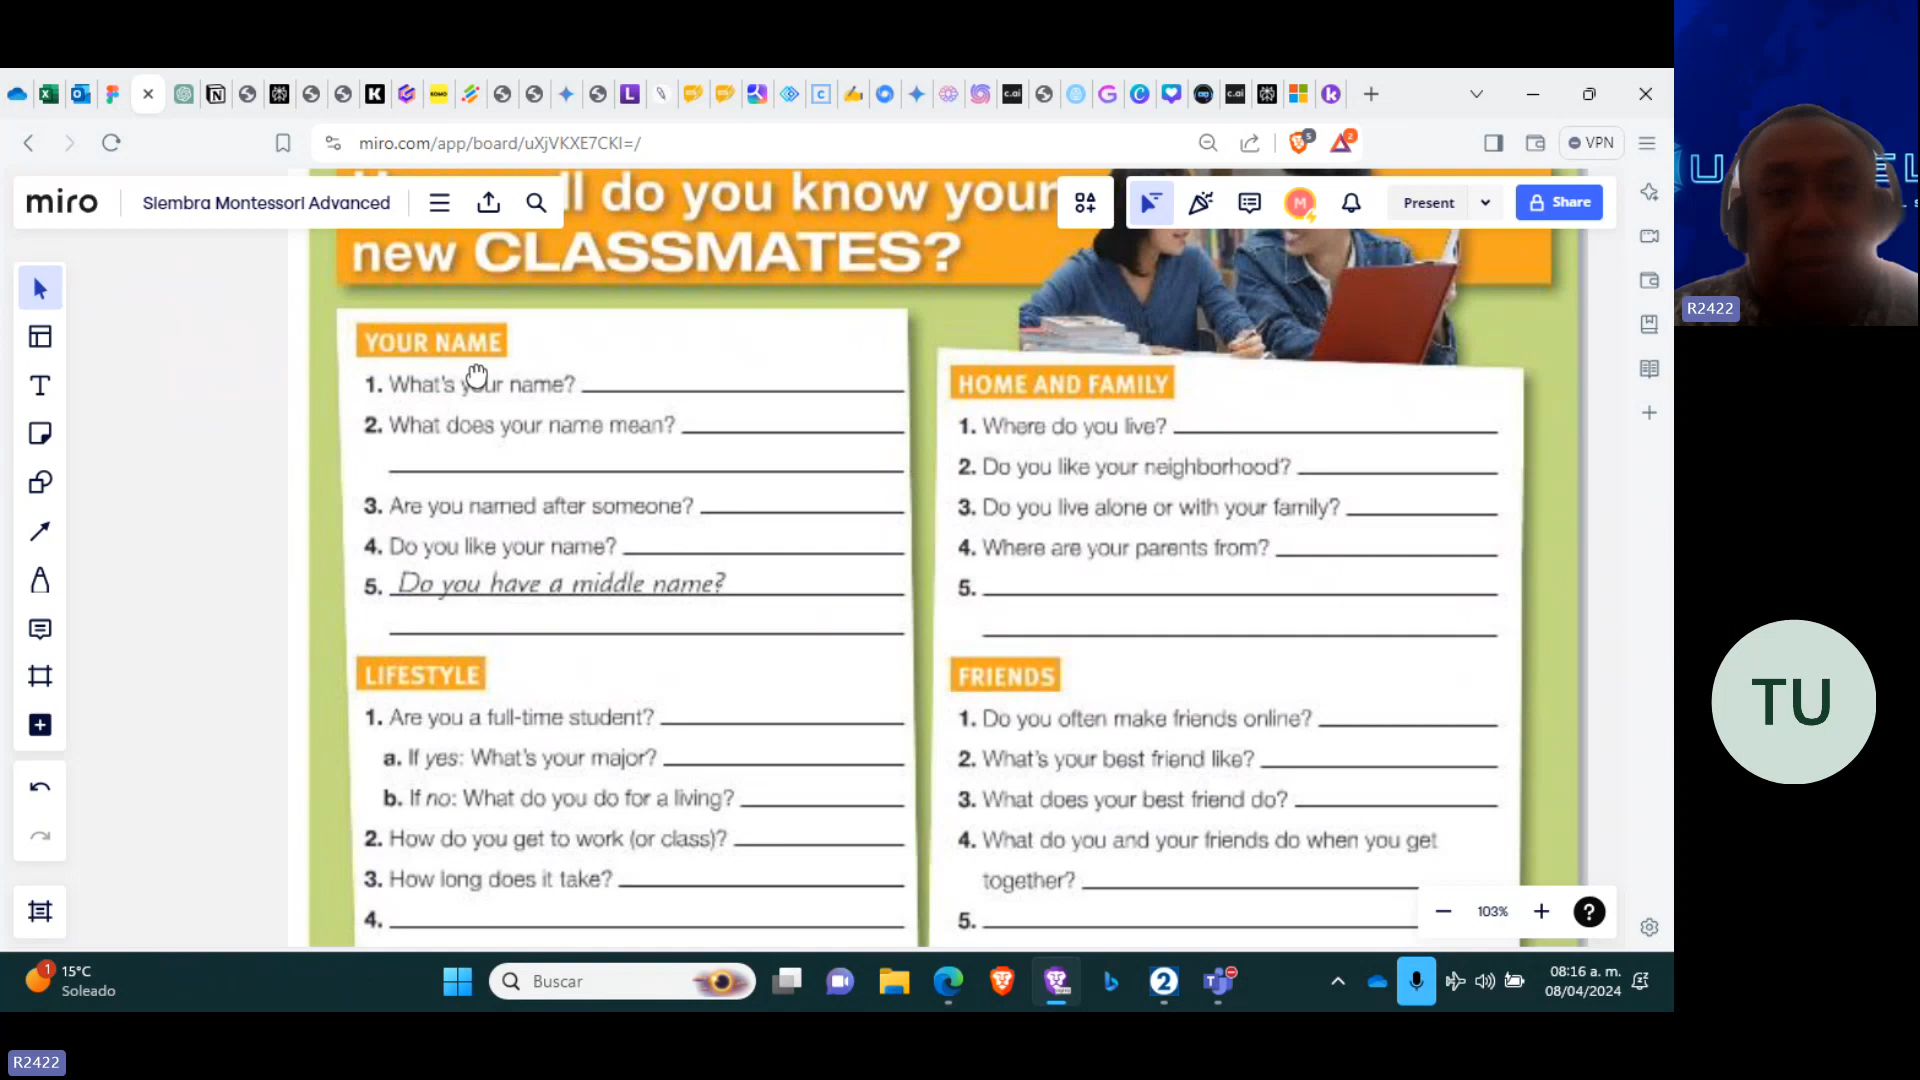 miro.com/app/board/uXjVKXE7CKI=/
VPN
miro
Siembra Montessori Advanced
Present
Share
do you know your
new CLASSMATES?
YOUR NAME
1. What's your name?
2. What does your name mean?
3. Are you named after someone?
4. Do you like your name?
5. Do you have a middle name?
LIFESTYLE
1. Are you a full-time student?
a. If yes: What's your major?
b. If no: What do you do for a living?
2. How do you get to work (or class)?
3. How long does it take?
4.
HOME AND FAMILY
1. Where do you live?
2. Do you like your neighborhood?
3. Do you live alone or with your family?
4. Where are your parents from?
5.
FRIENDS
1. Do you often make friends online?
2. What's your best friend like?
3. What does your best friend do?
4. What do you and your friends do when you get
together?
5.
103%
R2422
TU
1
15°C
Soleado
Buscar
08:16 a. m.
08/04/2024
R2422